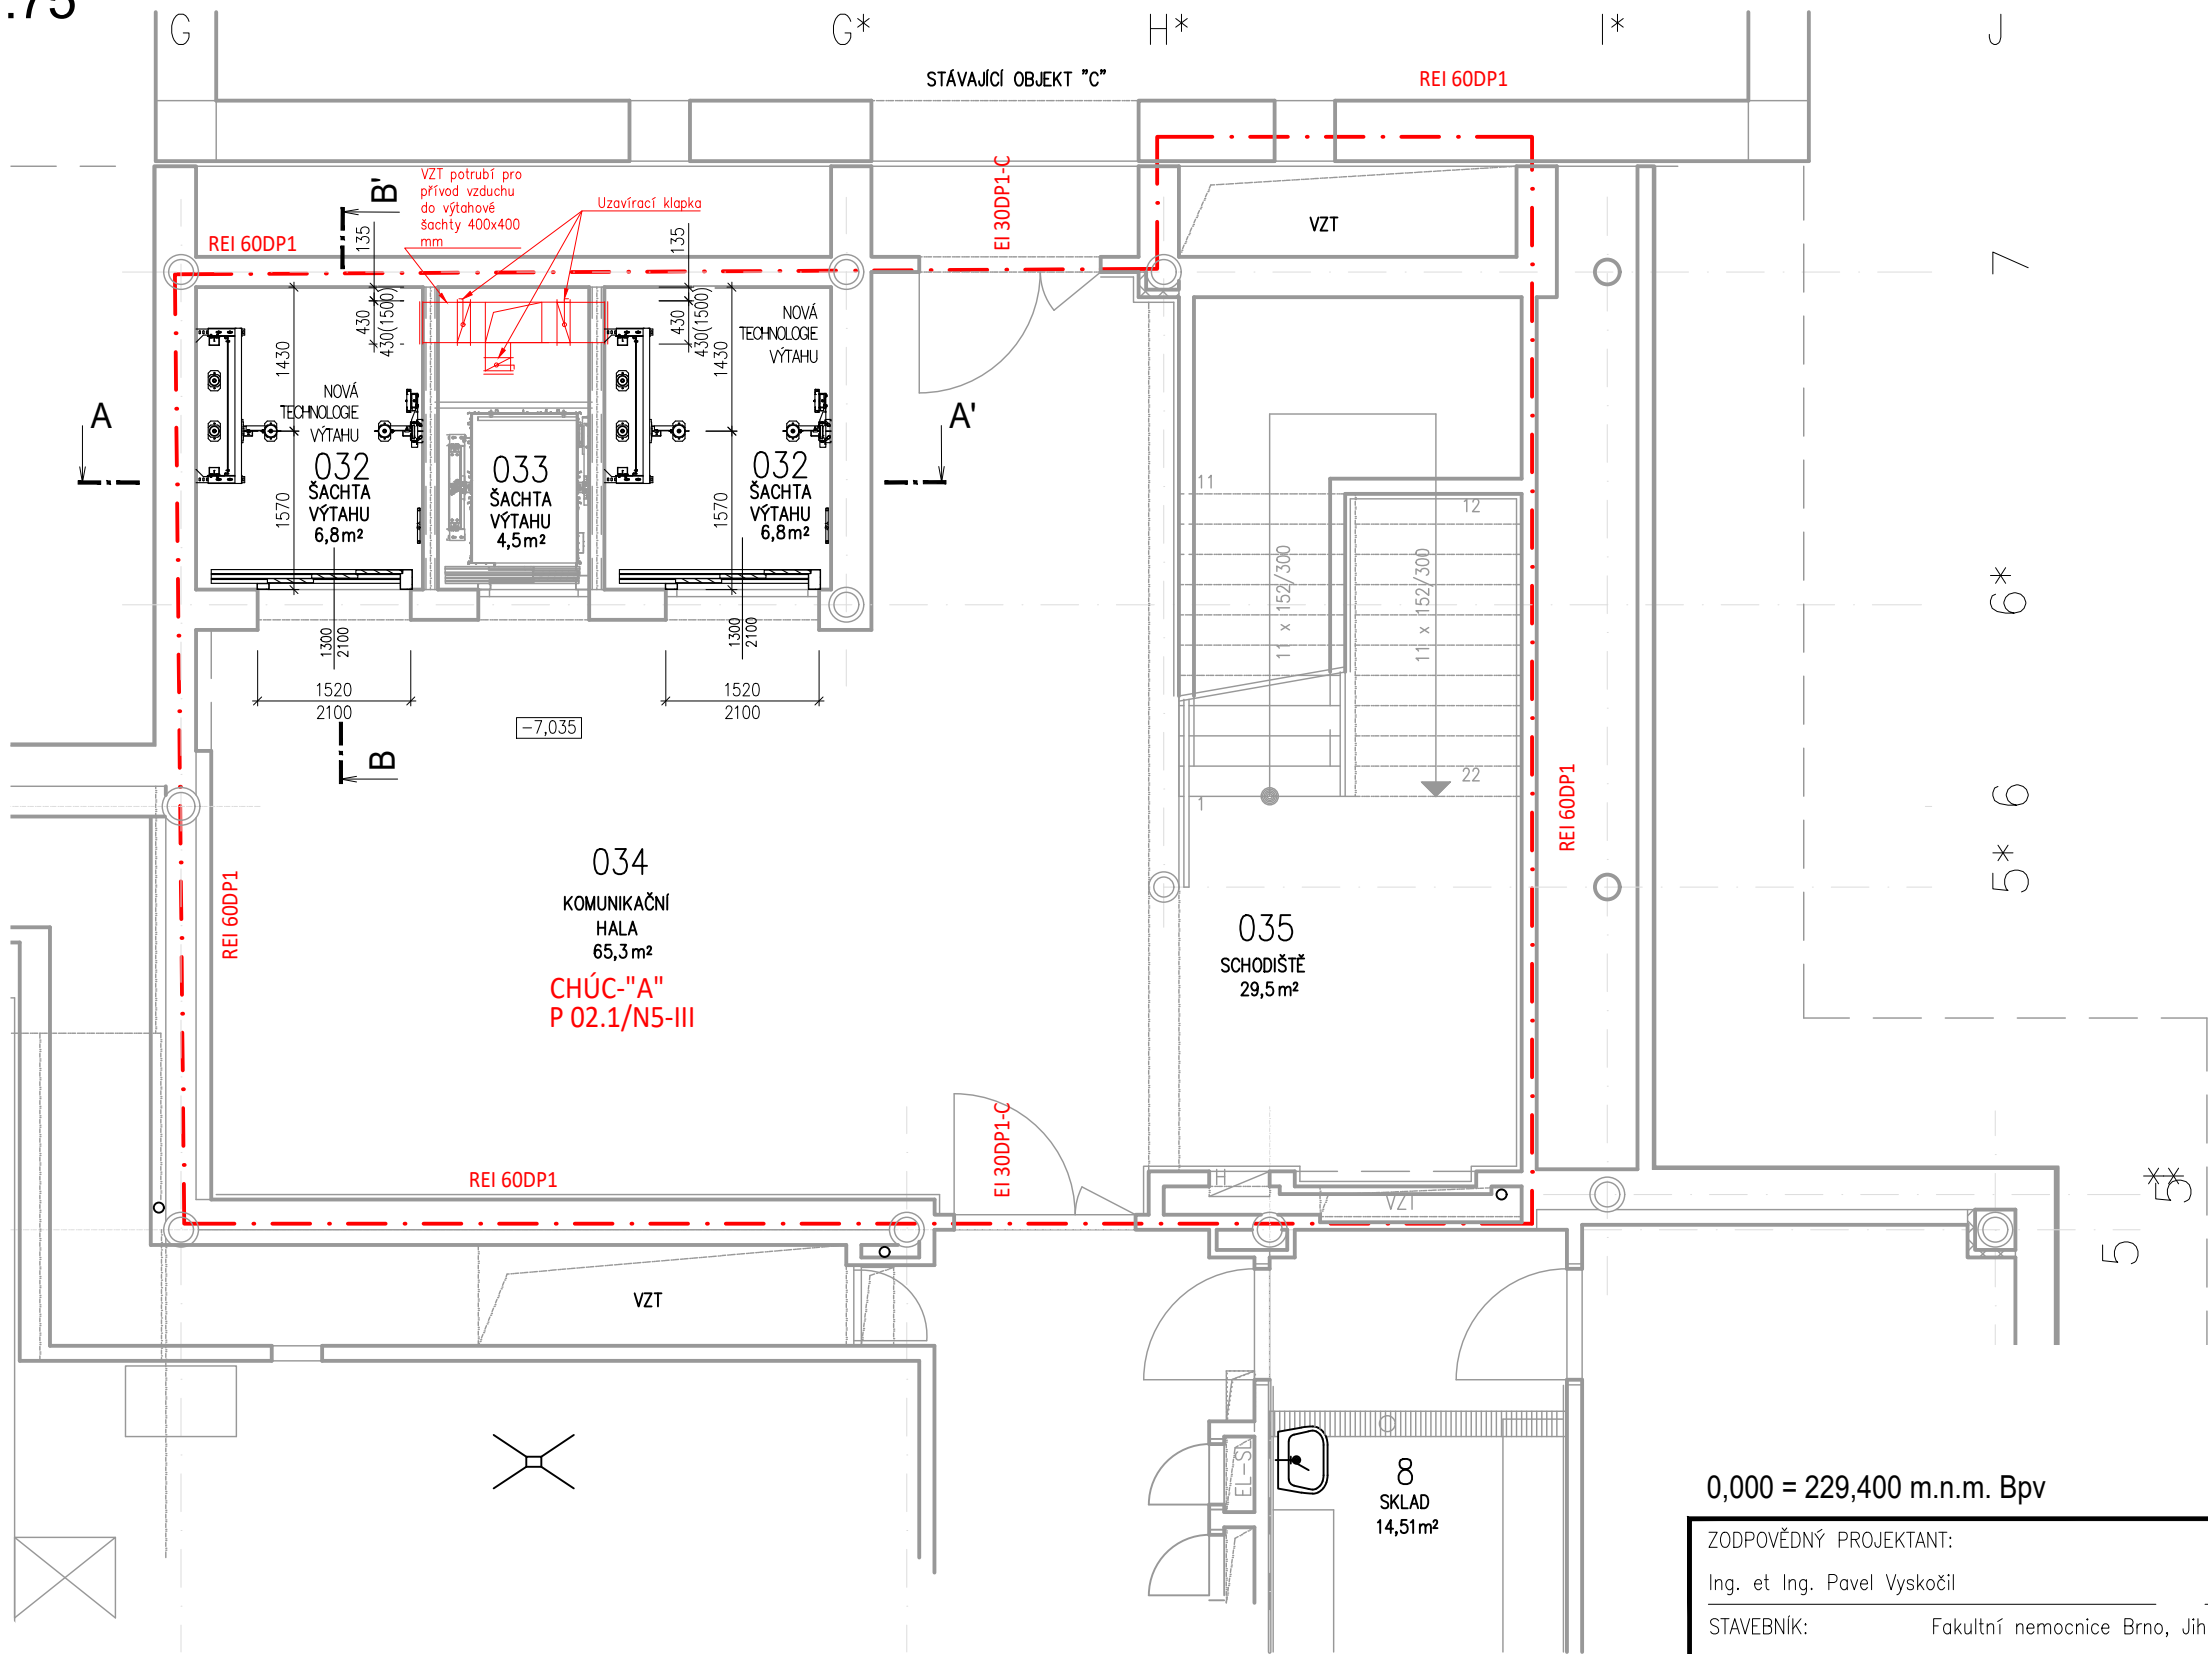 :75
G
G*
H*
I*
J
STÁVAJÍCÍ OBJEKT "C"
REI 60DP1
VZT potrubí pro
přívod vzduchu
do výtahové
šachty 400x400
mm
Uzavírací klapka
B'
135
135
REI 60DP1
EI 30DP1-C
VZT
7
430
430(1500)
1430
430
430(1500)
1430
NOVÁ
TECHNOLOGIE
VÝTAHU
NOVÁ
TECHNOLOGIE
VÝTAHU
A
A'
032
ŠACHTA
VÝTAHU
6,8m²
033
ŠACHTA
VÝTAHU
4,5m²
032
ŠACHTA
VÝTAHU
6,8m²
1570
1570
11
12
11 x 152/300
11 x 152/300
6*
1300
2100
1300
2100
1520
2100
1520
2100
-7,035
B
22
1
6
REI 60DP1
5*
034
KOMUNIKAČNÍ
HALA
65,3m²
REI 60DP1
CHÚC-"A"
P 02.1/N5-III
035
SCHODIŠTĚ
29,5m²
EI 30DP1-C
REI 60DP1
H
VZT
*
5*
5
VZT
EL-SL
8
SKLAD
14,51m²
0,000 = 229,400 m.n.m. Bpv
ZODPOVĚDNÝ PROJEKTANT:
Ing. et Ing. Pavel Vyskočil
STAVEBNÍK: Fakultní nemocnice Brno, Jih